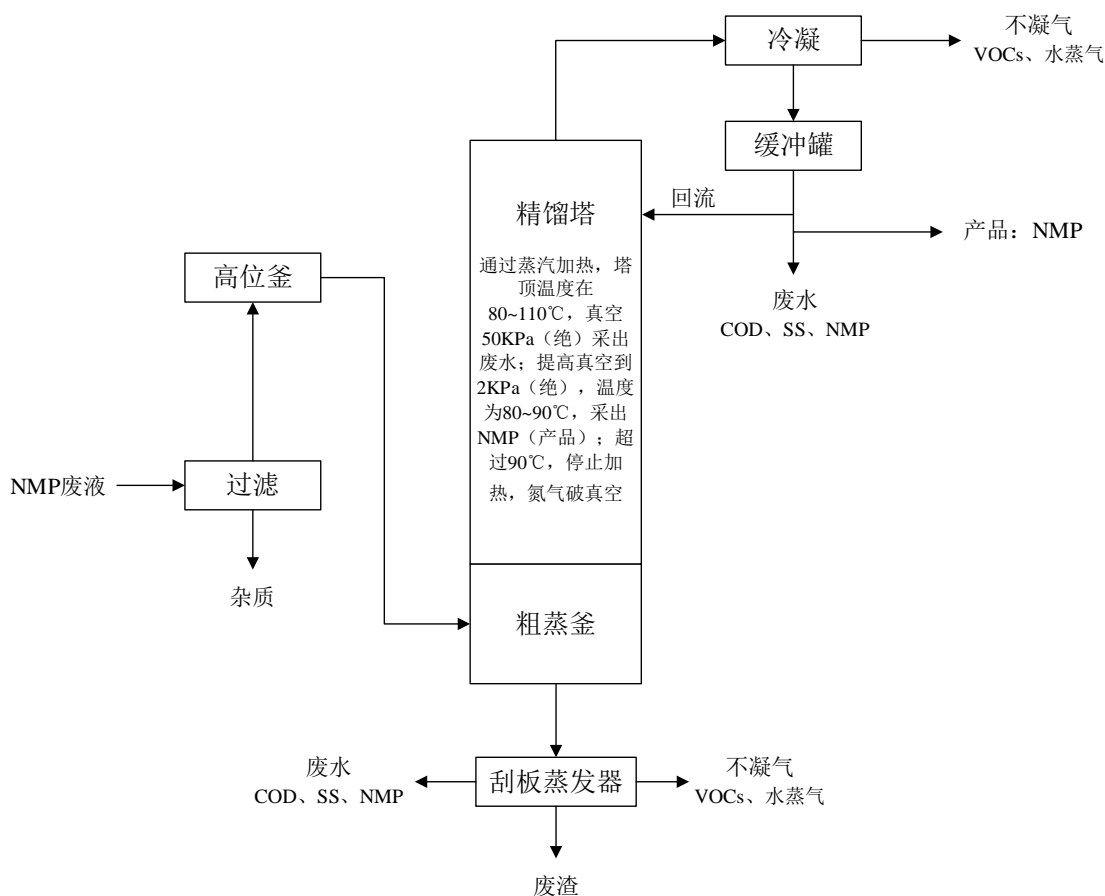 不凝气
冷凝
VOCs、水蒸气
缓冲罐
精馏塔
回流
产品：NMP
通过蒸汽加热，塔
顶温度在
80~110℃，真空
50KPa（绝）采出
废水；提高真空到
2KPa（绝），温度
为80~90℃，采出
NMP（产品）；超
过90℃，停止加
热，氮气破真空
高位釜
废水
COD、SS、NMP
NMP废液
过滤
杂质
粗蒸釜
废水
COD、SS、NMP
刮板蒸发器
不凝气
VOCs、水蒸气
废渣